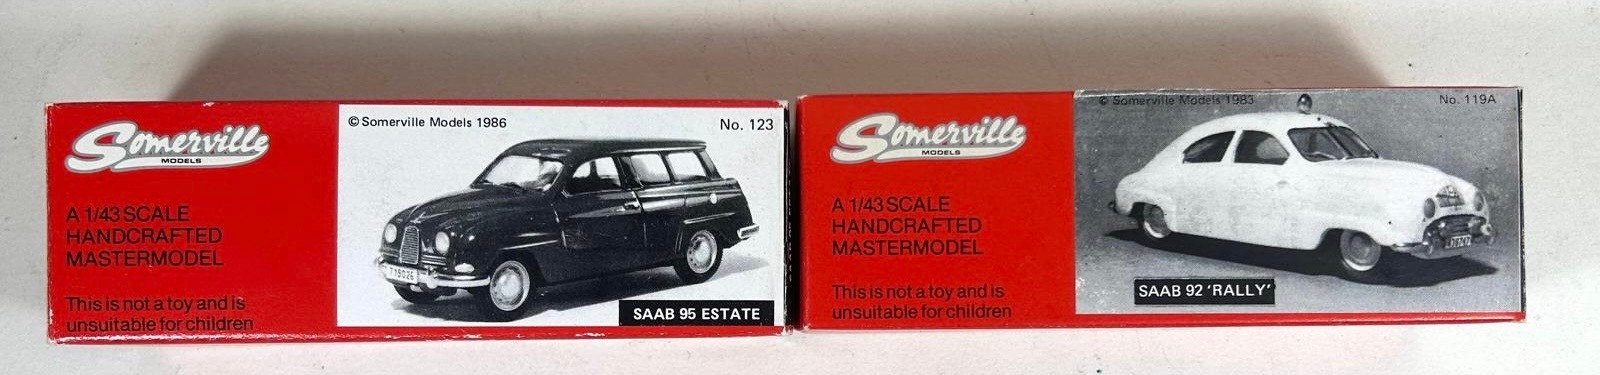 Somerville
MODELS
A 1/43 SCALE
HANDCRAFTED
MASTERMODEL
This is not a toy and is
unsuitable for children
© Somerville Models 1986
No. 123
SAAB 95 ESTATE
Somerville
MODELS
A 1/43 SCALE
HANDCRAFTED
MASTERMODEL
This is not a toy and is
unsuitable for children
© Somerville Models 1983
No. 119A
SAAB 92 'RALLY'